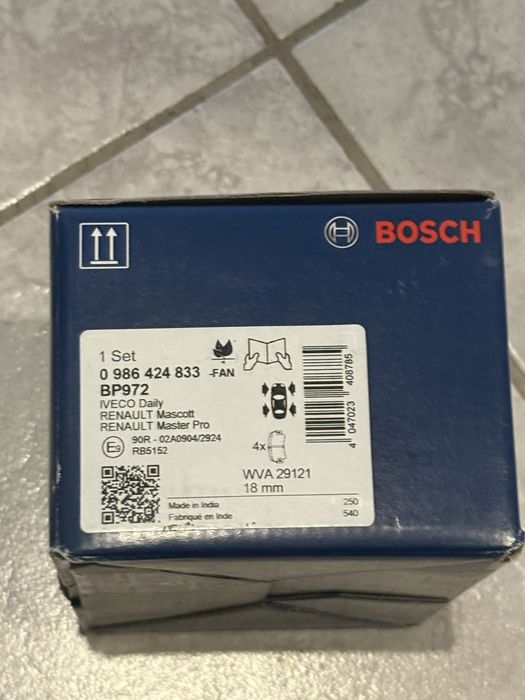 BOSCH
1 Set
0 986 424 833 -FAN
BP972
IVECO Daily
RENAULT Mascott
RENAULT Master Pro
E9 90R - 02A0904/2924
RB5152
4x
WVA 29121
18 mm
4 047023 408785
Made in India 250
Fabriqué en Inde 540